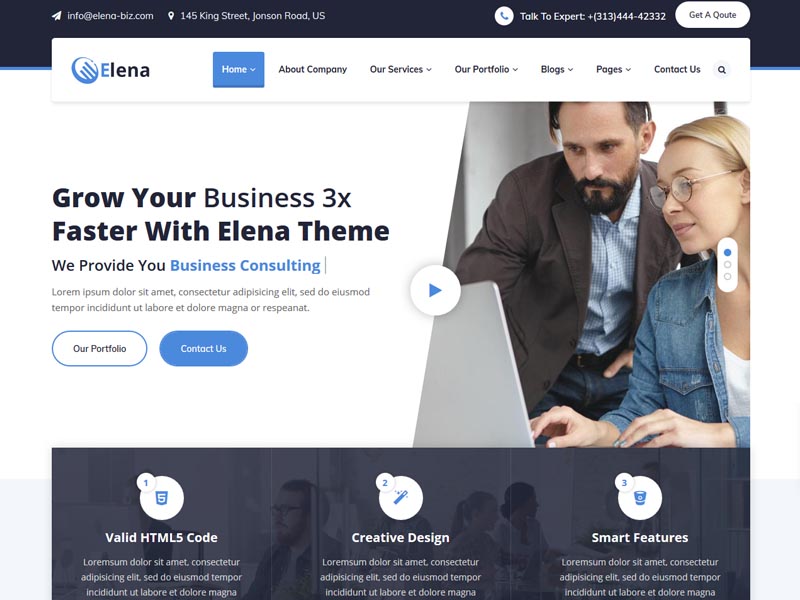 info@elena-biz.com
145 King Street, Jonson Road, US
Talk To Expert: +(313)444-42332
Get A Qoute
Elena
Home
About Company
Our Services
Our Portfolio
Blogs
Pages
Contact Us
Grow Your Business 3x
Faster With Elena Theme
We Provide You Business Consulting
Lorem ipsum dolor sit amet, consectetur adipisicing elit, sed do eiusmod
tempor incididunt ut labore et dolore magna or respeanat.
Our Portfolio
Contact Us
1
Valid HTML5 Code
Lorem ipsum dolor sit amet, consectetur
adipisicing elit, sed do eiusmod tempor
incididunt ut labore et dolore magna
2
Creative Design
Lorem ipsum dolor sit amet, consectetur
adipisicing elit, sed do eiusmod tempor
incididunt ut labore et dolore magna
3
Smart Features
Lorem ipsum dolor sit amet, consectetur
adipisicing elit, sed do eiusmod tempor
incididunt ut labore et dolore magna